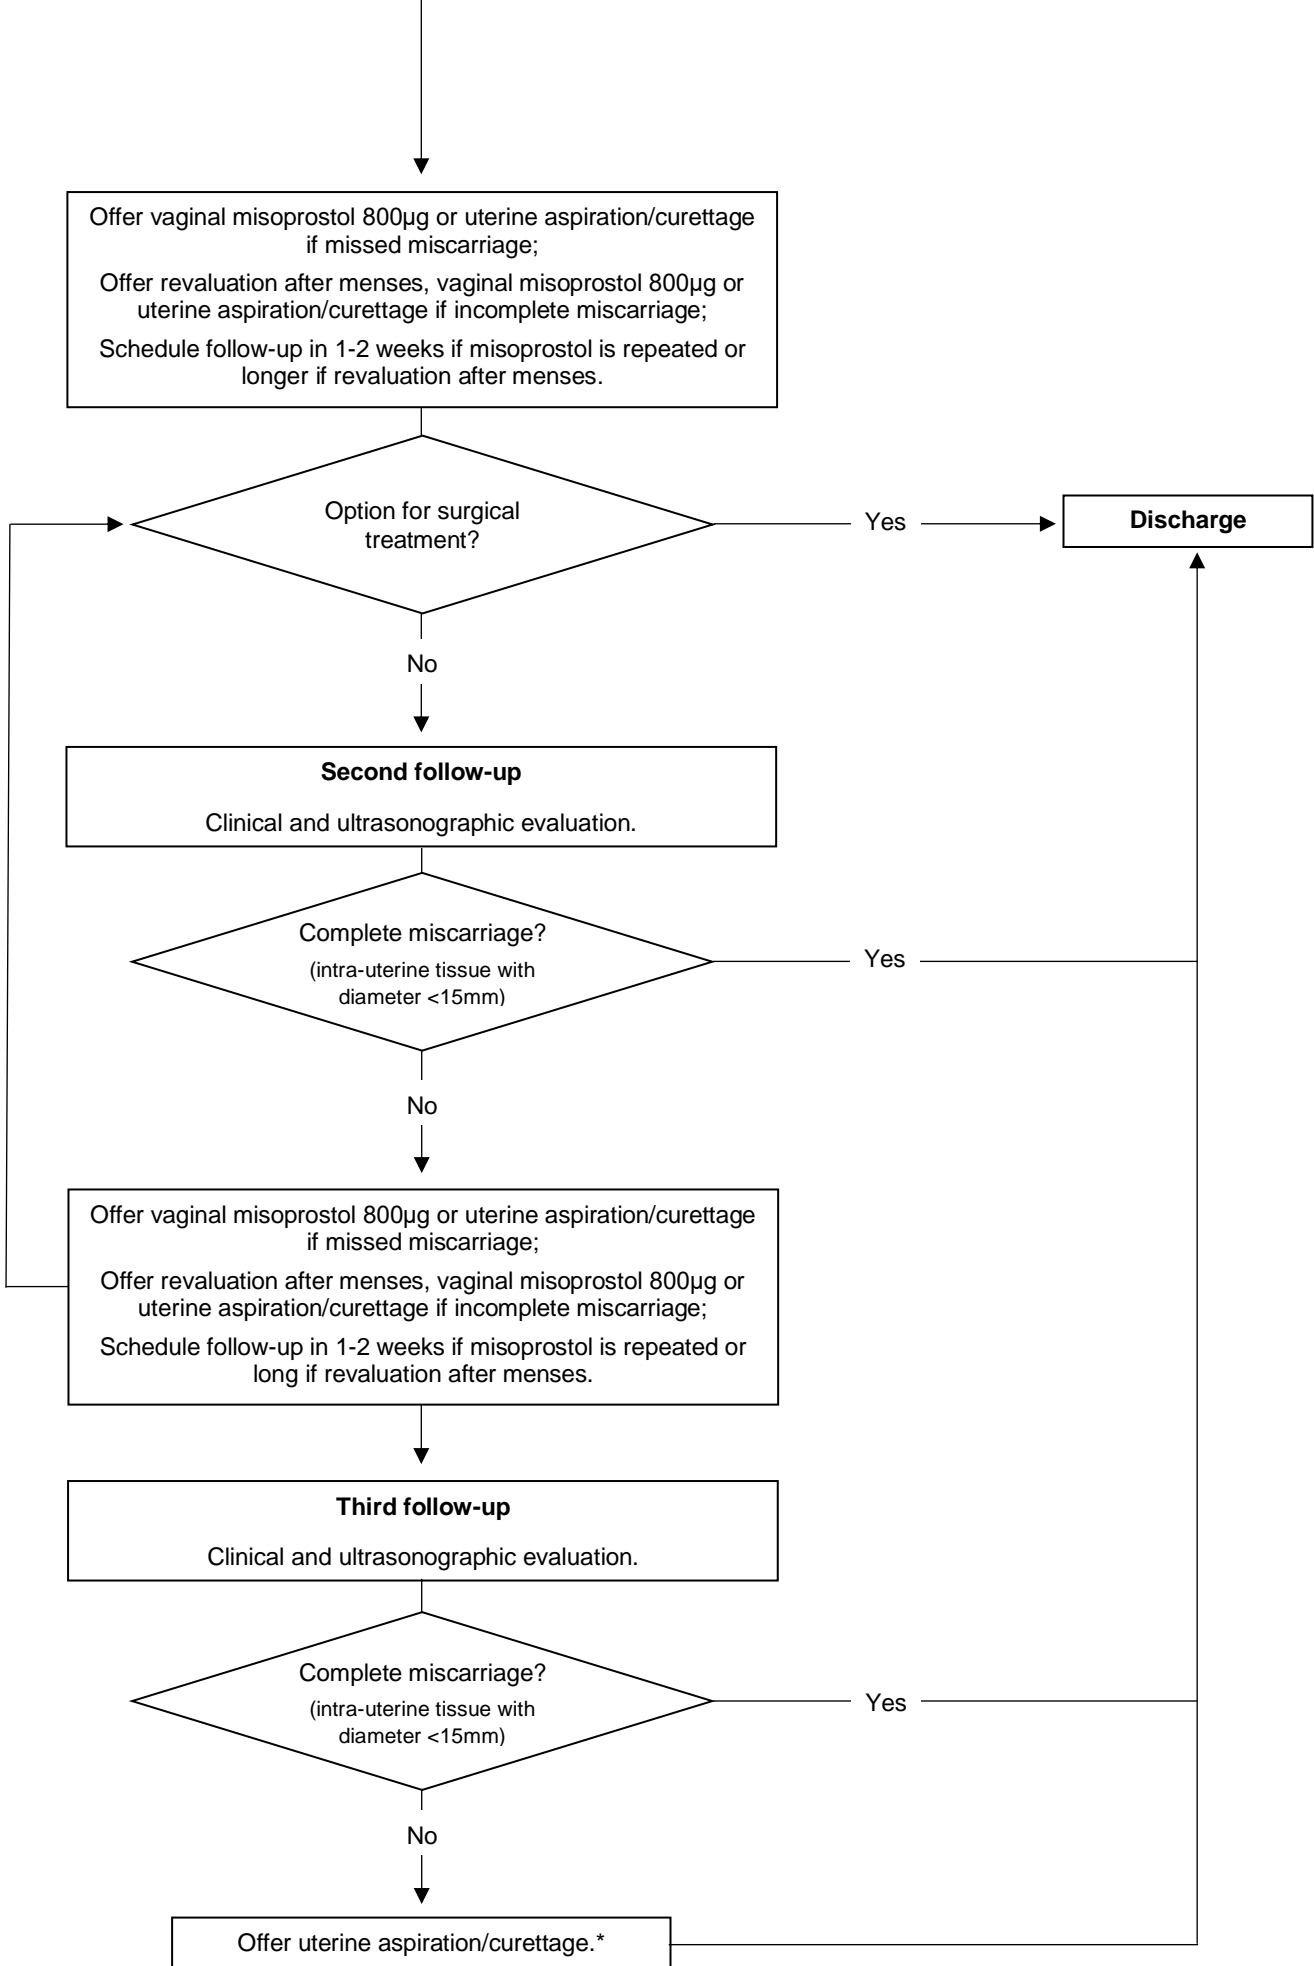 Offer vaginal misoprostol 800µg or uterine aspiration/curettage
if missed miscarriage;
Offer revaluation after menses, vaginal misoprostol 800µg or
uterine aspiration/curettage if incomplete miscarriage;
Schedule follow-up in 1-2 weeks if misoprostol is repeated or
longer if revaluation after menses.
Option for surgical
treatment?
Yes
Discharge
No
Second follow-up
Clinical and ultrasonographic evaluation.
Complete miscarriage?
(intra-uterine tissue with
diameter <15mm)
Yes
No
Offer vaginal misoprostol 800µg or uterine aspiration/curettage
if missed miscarriage;
Offer revaluation after menses, vaginal misoprostol 800µg or
uterine aspiration/curettage if incomplete miscarriage;
Schedule follow-up in 1-2 weeks if misoprostol is repeated or
long if revaluation after menses.
Third follow-up
Clinical and ultrasonographic evaluation.
Complete miscarriage?
(intra-uterine tissue with
diameter <15mm)
Yes
No
Offer uterine aspiration/curettage.*